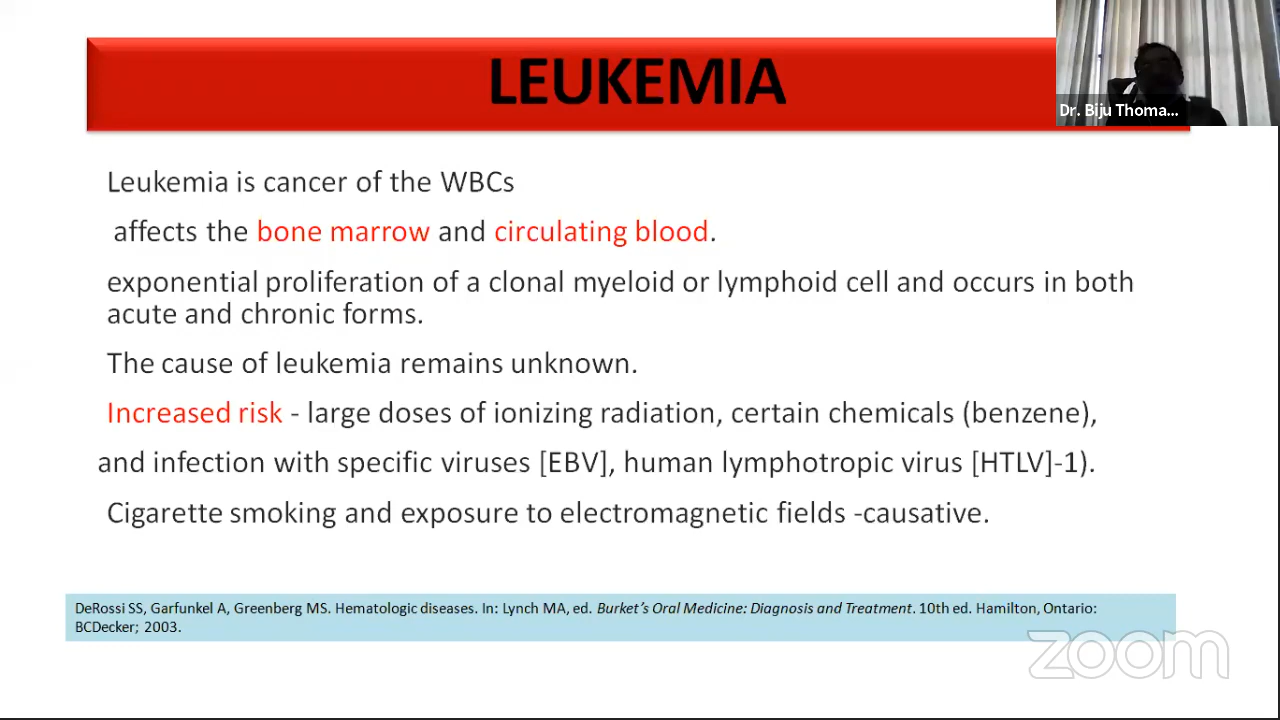 LEUKEMIA
Dr. Biju Thoma...
Leukemia is cancer of the WBCs
affects the bone marrow and circulating blood.
exponential proliferation of a clonal myeloid or lymphoid cell and occurs in both
acute and chronic forms.
The cause of leukemia remains unknown.
Increased risk - large doses of ionizing radiation, certain chemicals (benzene),
and infection with specific viruses [EBV], human lymphotropic virus [HTLV]-1).
Cigarette smoking and exposure to electromagnetic fields -causative.
DeRossi SS, Garfunkel A, Greenberg MS. Hematologic diseases. In: Lynch MA, ed. Burket's Oral Medicine: Diagnosis and Treatment. 10th ed. Hamilton, Ontario:
BCDecker; 2003.
zoom